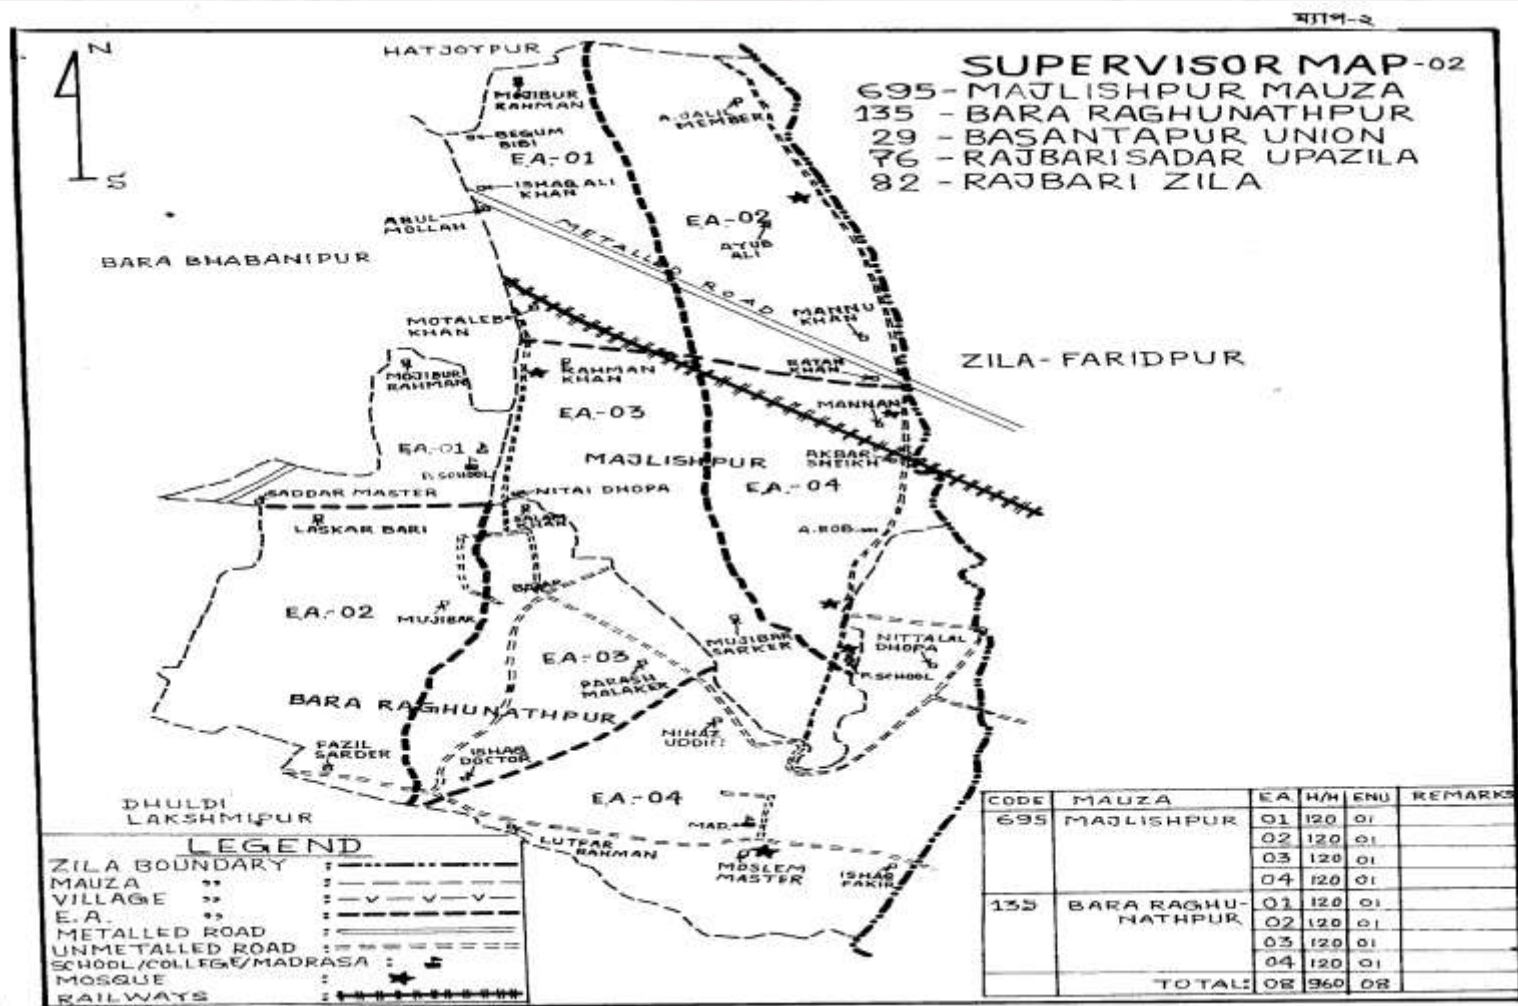 ম্যাপ-২
N
S
HATJOYPUR
SUPERVISOR MAP-02
695-MAJLISHPUR MAUZA
135 - BARA RAGHUNATHPUR
29 - BASANTAPUR UNION
76 - RAJBARISADAR UPAZILA
82 - RAJBARI ZILA
MOJIBUR
RAHMAN
A.JALIL
MEMBER
BEGUM
BIBI
EA-01
ISHAQ ALI
KHAN
ABUL
MOLLAH
EA-02
AYUB
ALI
METALLED ROAD
BARA BHABANIPUR
MOTALEB
KHAN
MANNU
KHAN
ZILA-FARIDPUR
MOJIBUR
RAHMAN
RAHMAN
KHAN
RATAN
KHAN
MANNAN
EA-03
EA-01
P. SCHOOL
MAJLISHPUR
AKBAR
SHEIKH
SADDAR MASTER
NITAI DHOPA
EA-04
LASKAR BARI
SALAM
KHAN
A.ROB
BAZAR
EA-02
MUJIBAR
MUJIBAR
SARKER
NITTALAL
DHOPA
P.SCHOOL
EA-03
PARASH
MALAKER
BARA RAGHUNATHPUR
NIHAZ
UDDIN
FAZIL
SARDER
ISHAQ
DOCTOR
EA-04
DHULDI
LAKSHMIPUR
MAD.
LUTFAR
RAHMAN
MOSLEM
MASTER
ISHAQ
FAKIR
LEGEND
ZILA BOUNDARY :
MAUZA " :
VILLAGE " :
E.A. " :
METALLED ROAD :
UNMETALLED ROAD :
SCHOOL/COLLEGE/MADRASA :
MOSQUE :
RAILWAYS :
CODE MAUZA EA H/H ENU REMARKS
695 MAJLISHPUR 01 120 01
02 120 01
03 120 01
04 120 01
135 BARA RAGHU- 01 120 01
NATHPUR 02 120 01
03 120 01
04 120 01
TOTAL: 08 960 08